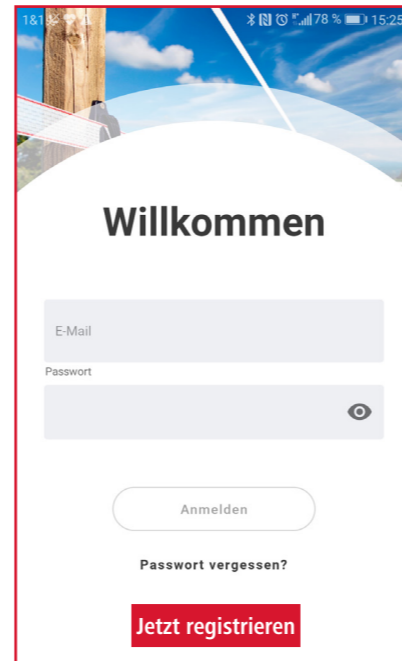 1&1 78 % 15:25
Willkommen
E-Mail
Passwort
Anmelden
Passwort vergessen?
Jetzt registrieren